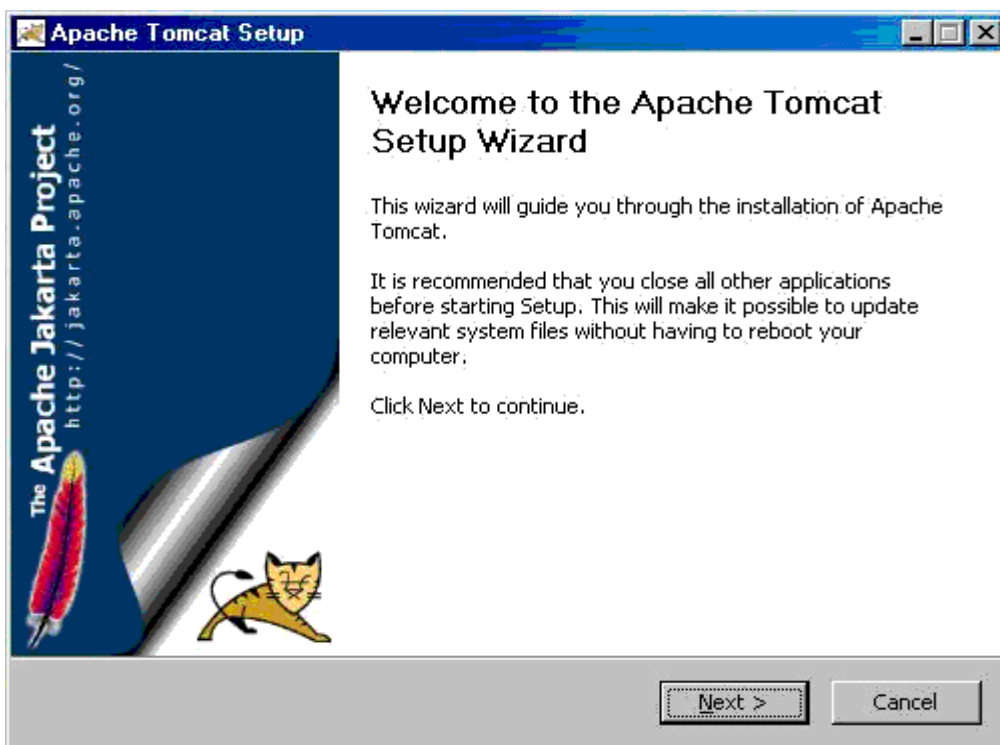 Apache Tomcat Setup
The Apache Jakarta Project
http://jakarta.apache.org/
Welcome to the Apache Tomcat
Setup Wizard
This wizard will guide you through the installation of Apache
Tomcat.
It is recommended that you close all other applications
before starting Setup. This will make it possible to update
relevant system files without having to reboot your
computer.
Click Next to continue.
Next >
Cancel